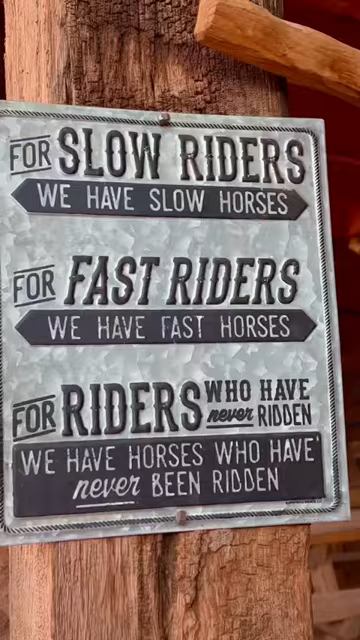 FOR SLOW RIDERS
WE HAVE SLOW HORSES
FOR FAST RIDERS
WE HAVE FAST HORSES
FOR RIDERS WHO HAVE never RIDDEN
WE HAVE HORSES WHO HAVE
never BEEN RIDDEN